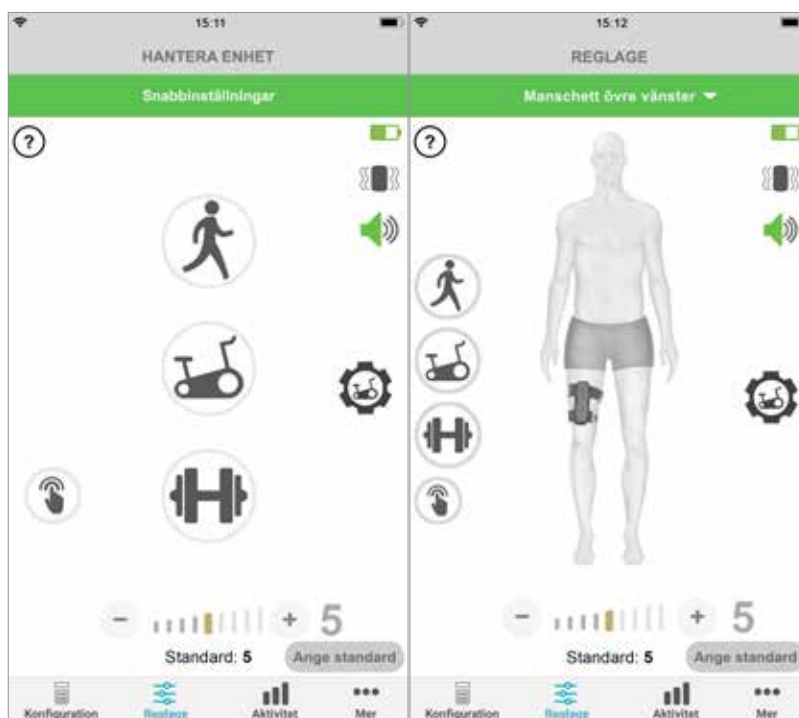 15:11
HANTERA ENHET
Snabbinställningar
?
5
Standard: 5
Ange standard
Konfiguration
Reglage
Aktivitet
Mer
15:12
REGLAGE
Manschett övre vänster
?
5
Standard: 5
Ange standard
Konfiguration
Reglage
Aktivitet
Mer